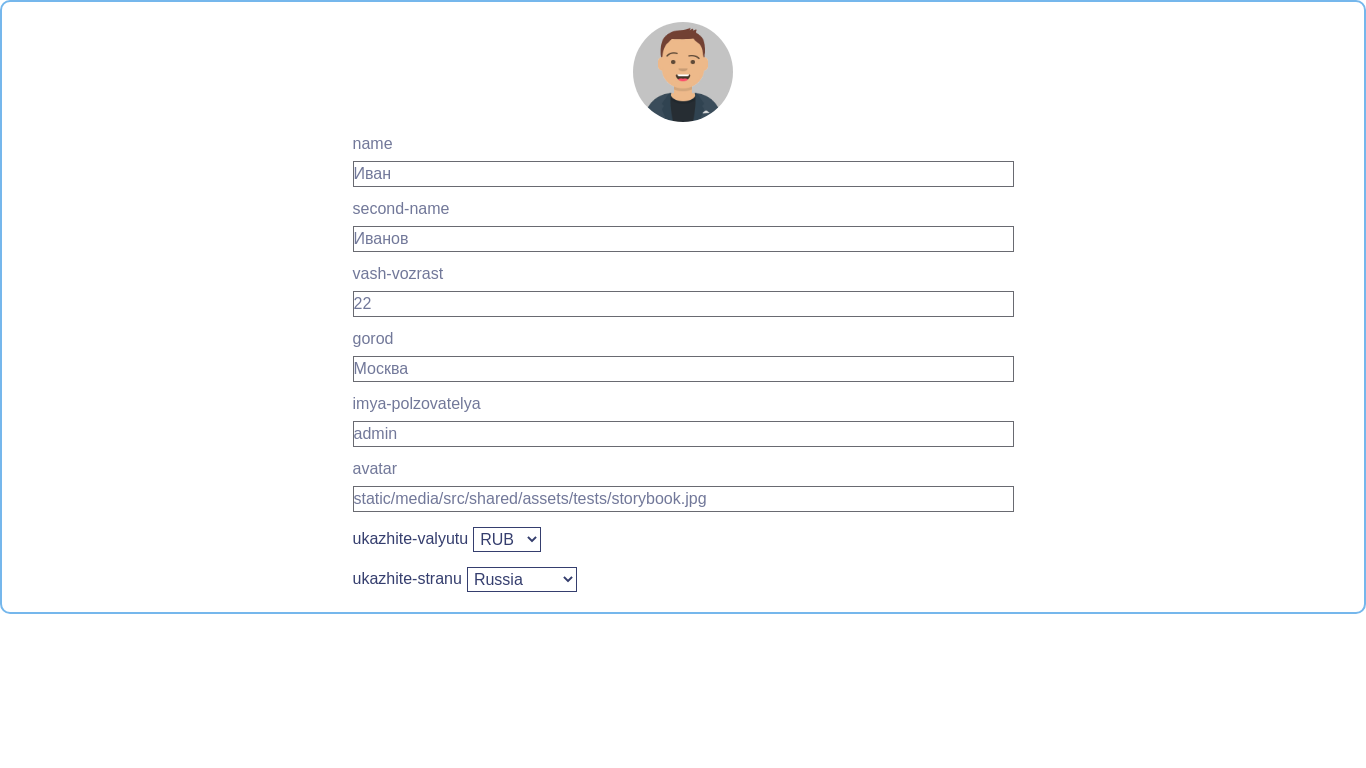 name
Иван
second-name
Иванов
vash-vozrast
22
gorod
Москва
imya-polzovatelya
admin
avatar
static/media/src/shared/assets/tests/storybook.jpg
ukazhite-valyutu RUB
ukazhite-stranu Russia